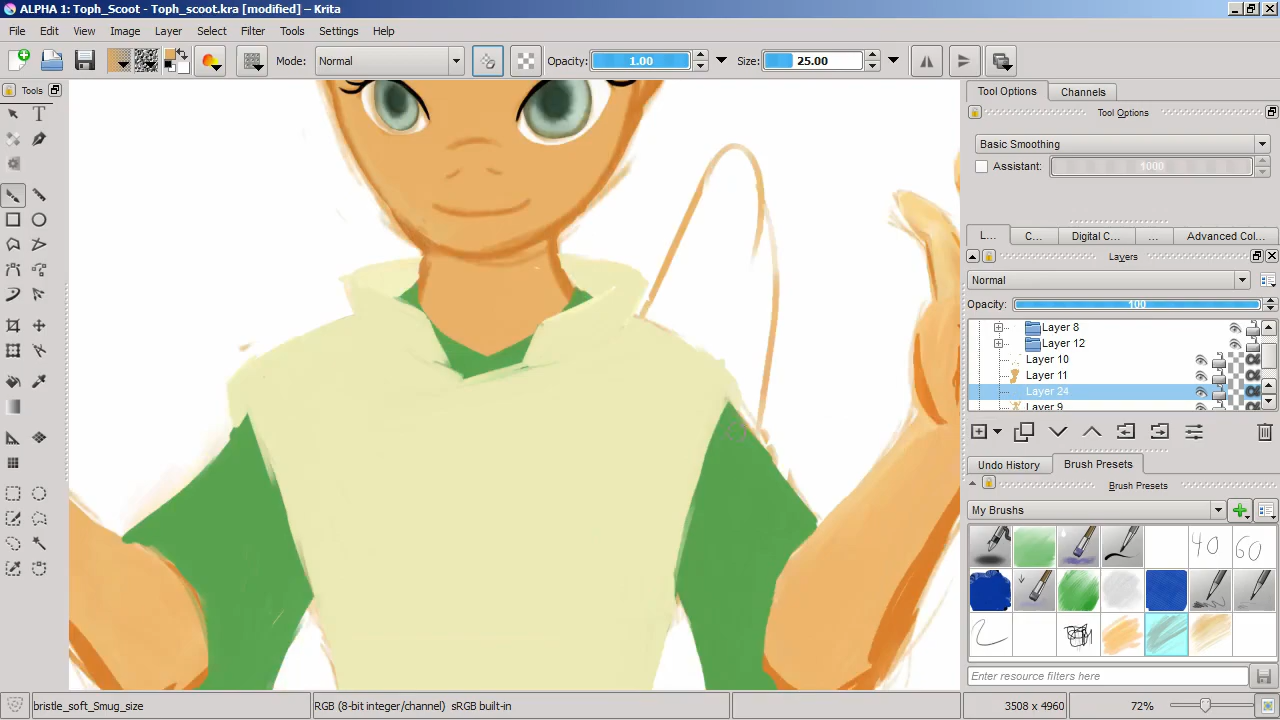 ALPHA 1: Toph_Scoot - Toph_scoot.kra [modified] – Krita
File Edit View Image Layer Select Filter Tools Settings Help
Mode: Normal Opacity: 1.00 Size: 25.00
Tools
Tool Options Channels
Tool Options
Basic Smoothing
Assistant: 1000
L... C... Digital C... ... Advanced Col...
Layers
Normal
Opacity: 100
Layer 8
Layer 12
Layer 10
Layer 11
Layer 24
Layer 9
Undo History Brush Presets
Brush Presets
My Brushes
40 60
Enter resource filters here
bristle_soft_Smug_size RGB (8-bit integer/channel) sRGB built-in 3508 x 4960 72%